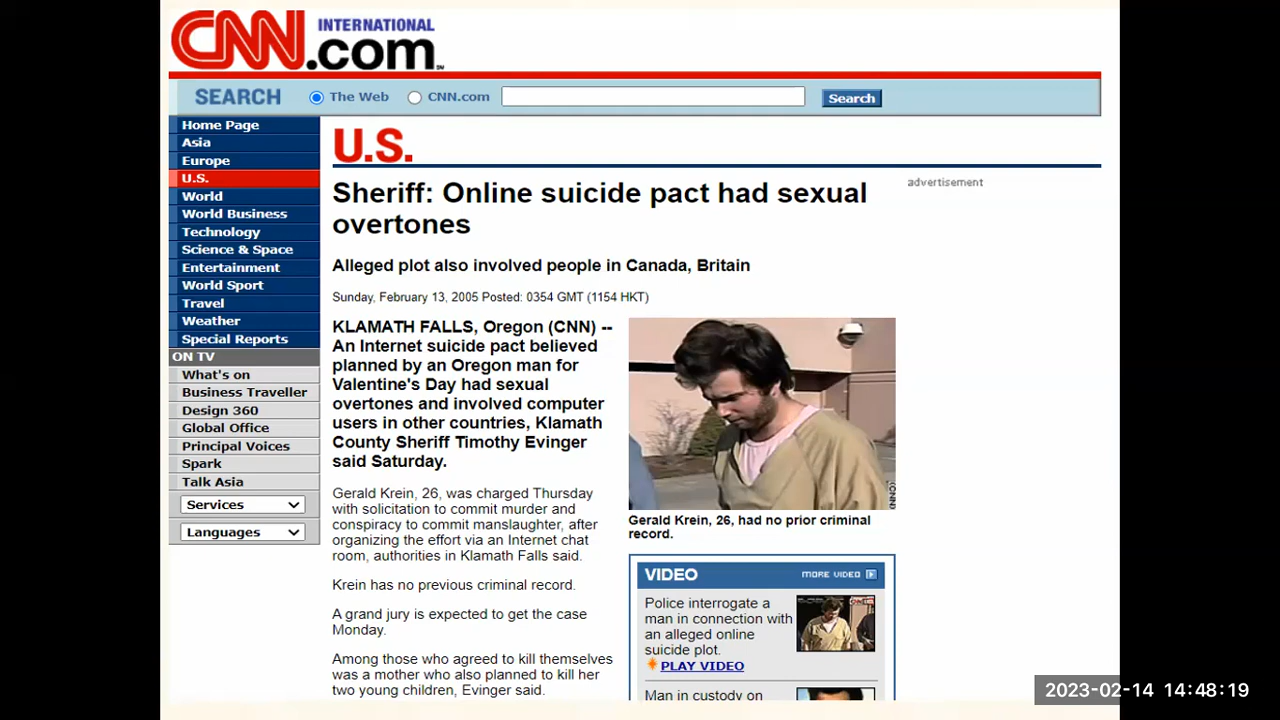 CNN.com INTERNATIONAL
SEARCH The Web CNN.com Search
Home Page
Asia
Europe
U.S.
World
World Business
Technology
Science & Space
Entertainment
World Sport
Travel
Weather
Special Reports
ON TV
What's on
Business Traveller
Design 360
Global Office
Principal Voices
Spark
Talk Asia
Services
Languages
U.S.
Sheriff: Online suicide pact had sexual
overtones
Alleged plot also involved people in Canada, Britain
Sunday, February 13, 2005 Posted: 0354 GMT (1154 HKT)
KLAMATH FALLS, Oregon (CNN) --
An Internet suicide pact believed
planned by an Oregon man for
Valentine's Day had sexual
overtones and involved computer
users in other countries, Klamath
County Sheriff Timothy Evinger
said Saturday.
Gerald Krein, 26, was charged Thursday
with solicitation to commit murder and
conspiracy to commit manslaughter, after
organizing the effort via an Internet chat
room, authorities in Klamath Falls said.
Krein has no previous criminal record.
A grand jury is expected to get the case
Monday.
Among those who agreed to kill themselves
was a mother who also planned to kill her
two young children, Evinger said.
(CNN)
Gerald Krein, 26, had no prior criminal
record.
VIDEO MORE VIDEO
Police interrogate a
man in connection with
an alleged online
suicide plot.
PLAY VIDEO
Man in custody on
advertisement
2023-02-14 14:48:19